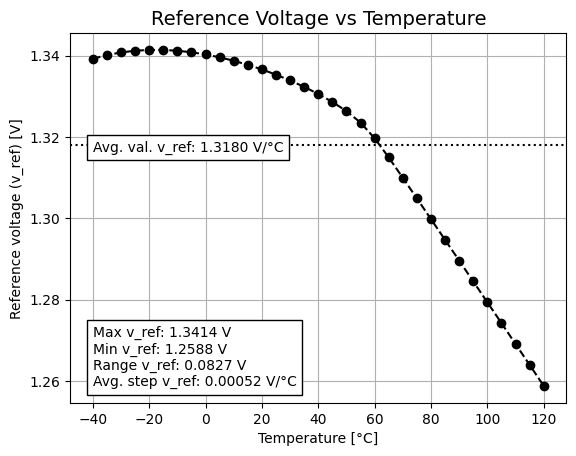 Reference Voltage vs Temperature
Reference voltage (v_ref) [V]
1.34
1.32
1.30
1.28
1.26
Avg. val. v_ref: 1.3180 V/°C
Max v_ref: 1.3414 V
Min v_ref: 1.2588 V
Range v_ref: 0.0827 V
Avg. step v_ref: 0.00052 V/°C
−40 −20 0 20 40 60 80 100 120
Temperature [°C]